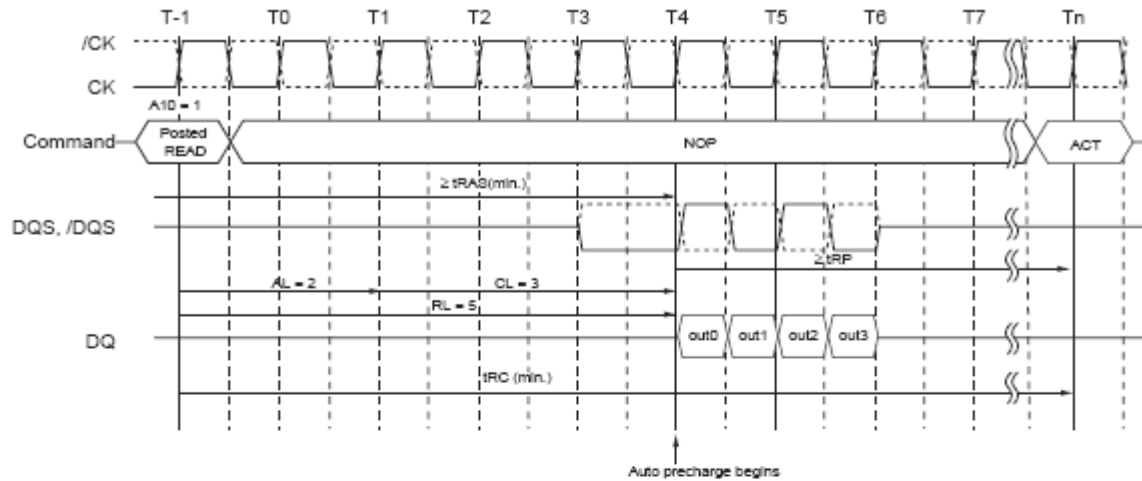 T-1 T0 T1 T2 T3 T4 T5 T6 T7 Tn
/CK
CK
A10 = 1
Command
Posted
READ
NOP
ACT
≥ tRAS(min.)
DQS, /DQS
≥ tRP
AL = 2
CL = 3
RL = 5
DQ
out0 out1 out2 out3
tRC (min.)
Auto precharge begins